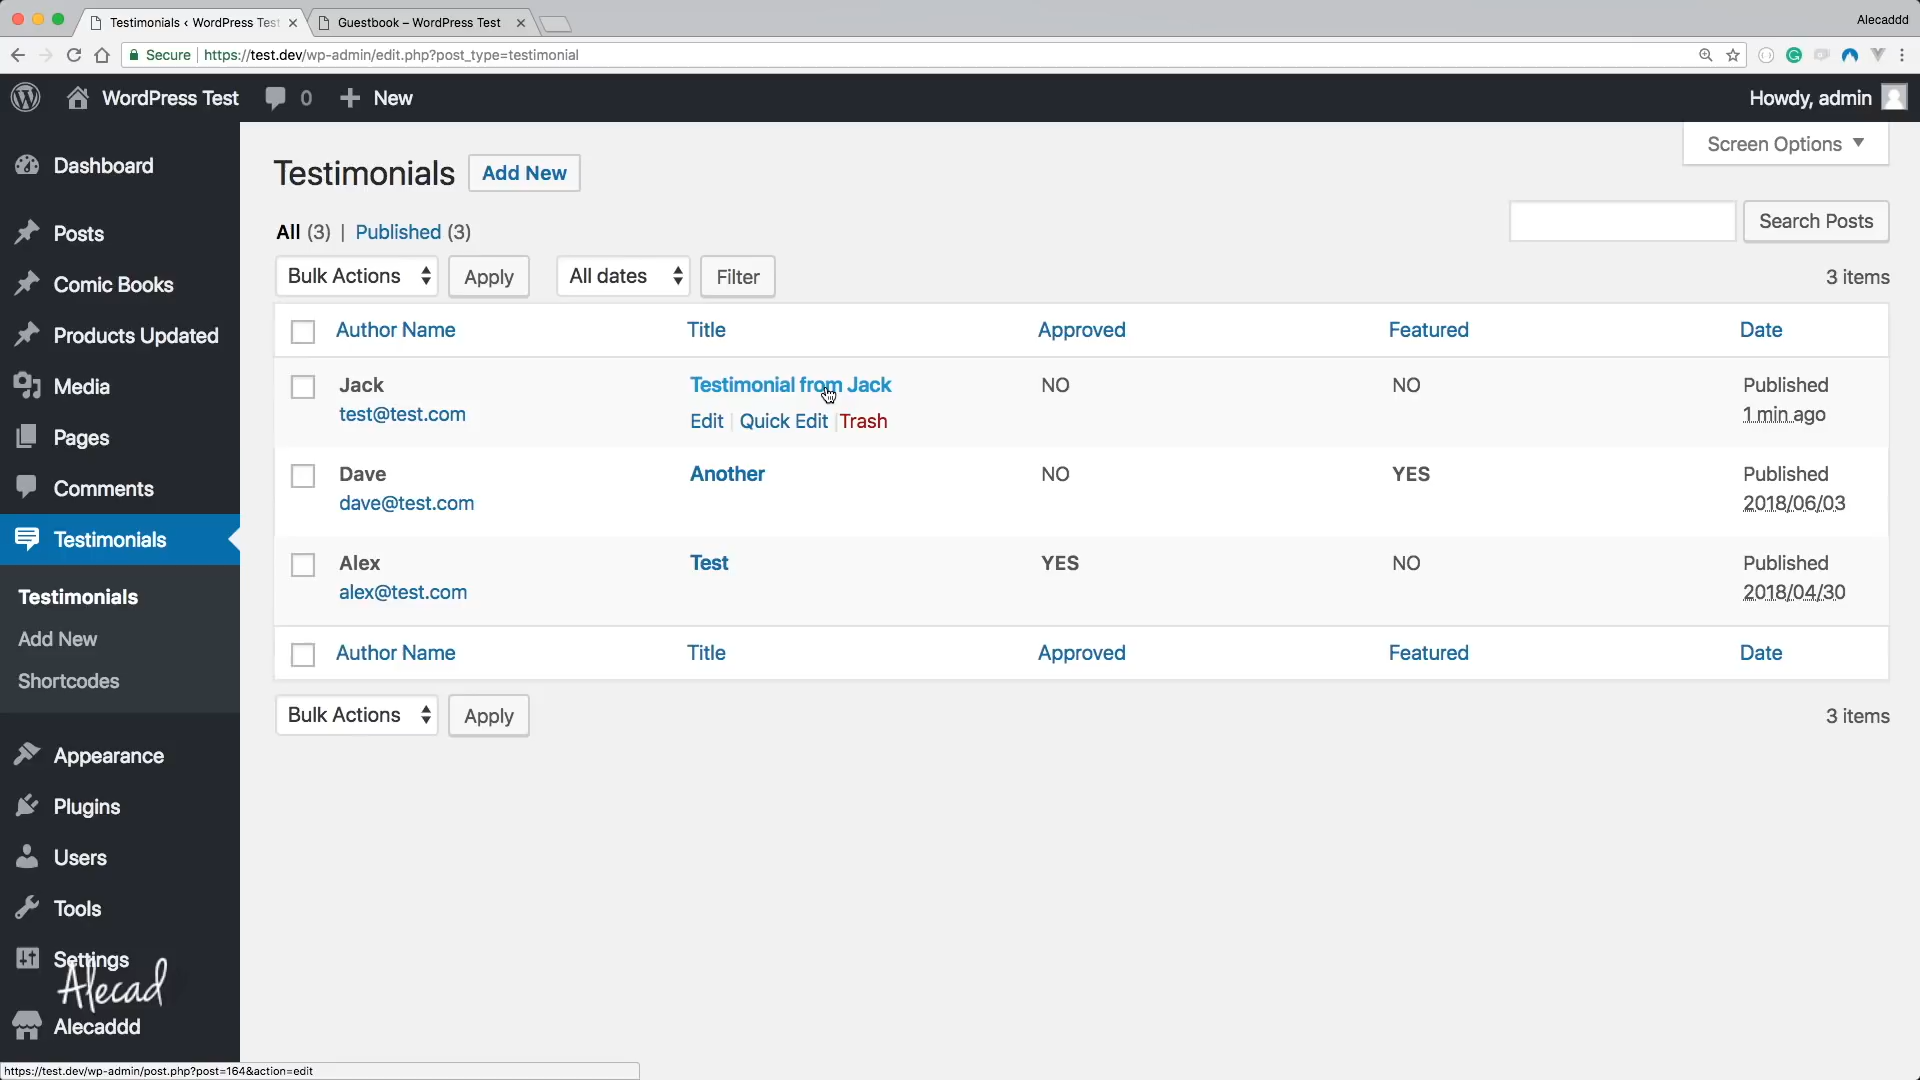 Testimonials ‹ WordPress Test
Guestbook – WordPress Test
Alecaddd
Secure
https://test.dev/wp-admin/edit.php?post_type=testimonial
WordPress Test
0
New
Howdy, admin
Screen Options
Dashboard
Posts
Comic Books
Products Updated
Media
Pages
Comments
Testimonials
Testimonials
Add New
Shortcodes
Appearance
Plugins
Users
Tools
Settings
Alecad
Alecaddd
Testimonials
Add New
All (3) | Published (3)
Search Posts
Bulk Actions
Apply
All dates
Filter
3 items
Author Name Title Approved Featured Date
Jack Testimonial from Jack NO NO Published
test@test.com Edit | Quick Edit | Trash 1 min ago
Dave Another NO YES Published
dave@test.com 2018/06/03
Alex Test YES NO Published
alex@test.com 2018/04/30
Author Name Title Approved Featured Date
Bulk Actions
Apply
3 items
https://test.dev/wp-admin/post.php?post=164&action=edit